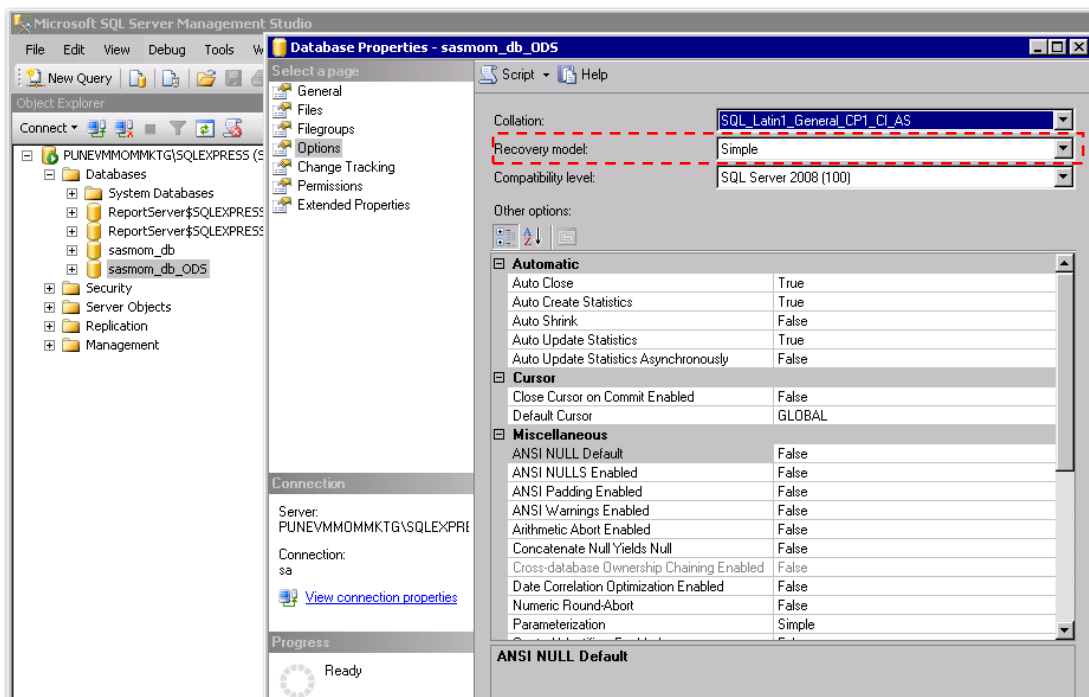 Microsoft SQL Server Management Studio
File Edit View Debug Tools W
New Query
Object Explorer
Connect
PUNEVMMOMMKTG\SQLEXPRESS (S
Databases
System Databases
ReportServer$SQLEXPRESS
ReportServer$SQLEXPRESS
sasmom_db
sasmom_db_ODS
Security
Server Objects
Replication
Management
Database Properties - sasmom_db_ODS
Select a page
General
Files
Filegroups
Options
Change Tracking
Permissions
Extended Properties
Connection
Server:
PUNEVMMOMMKTG\SQLEXPRE
Connection:
sa
View connection properties
Progress
Ready
Script Help
Collation: SQL_Latin1_General_CP1_CI_AS
Recovery model: Simple
Compatibility level: SQL Server 2008 (100)
Other options:
Automatic
Auto Close True
Auto Create Statistics True
Auto Shrink False
Auto Update Statistics True
Auto Update Statistics Asynchronously False
Cursor
Close Cursor on Commit Enabled False
Default Cursor GLOBAL
Miscellaneous
ANSI NULL Default False
ANSI NULLS Enabled False
ANSI Padding Enabled False
ANSI Warnings Enabled False
Arithmetic Abort Enabled False
Concatenate Null Yields Null False
Cross-database Ownership Chaining Enabled False
Date Correlation Optimization Enabled False
Numeric Round-Abort False
Parameterization Simple
ANSI NULL Default